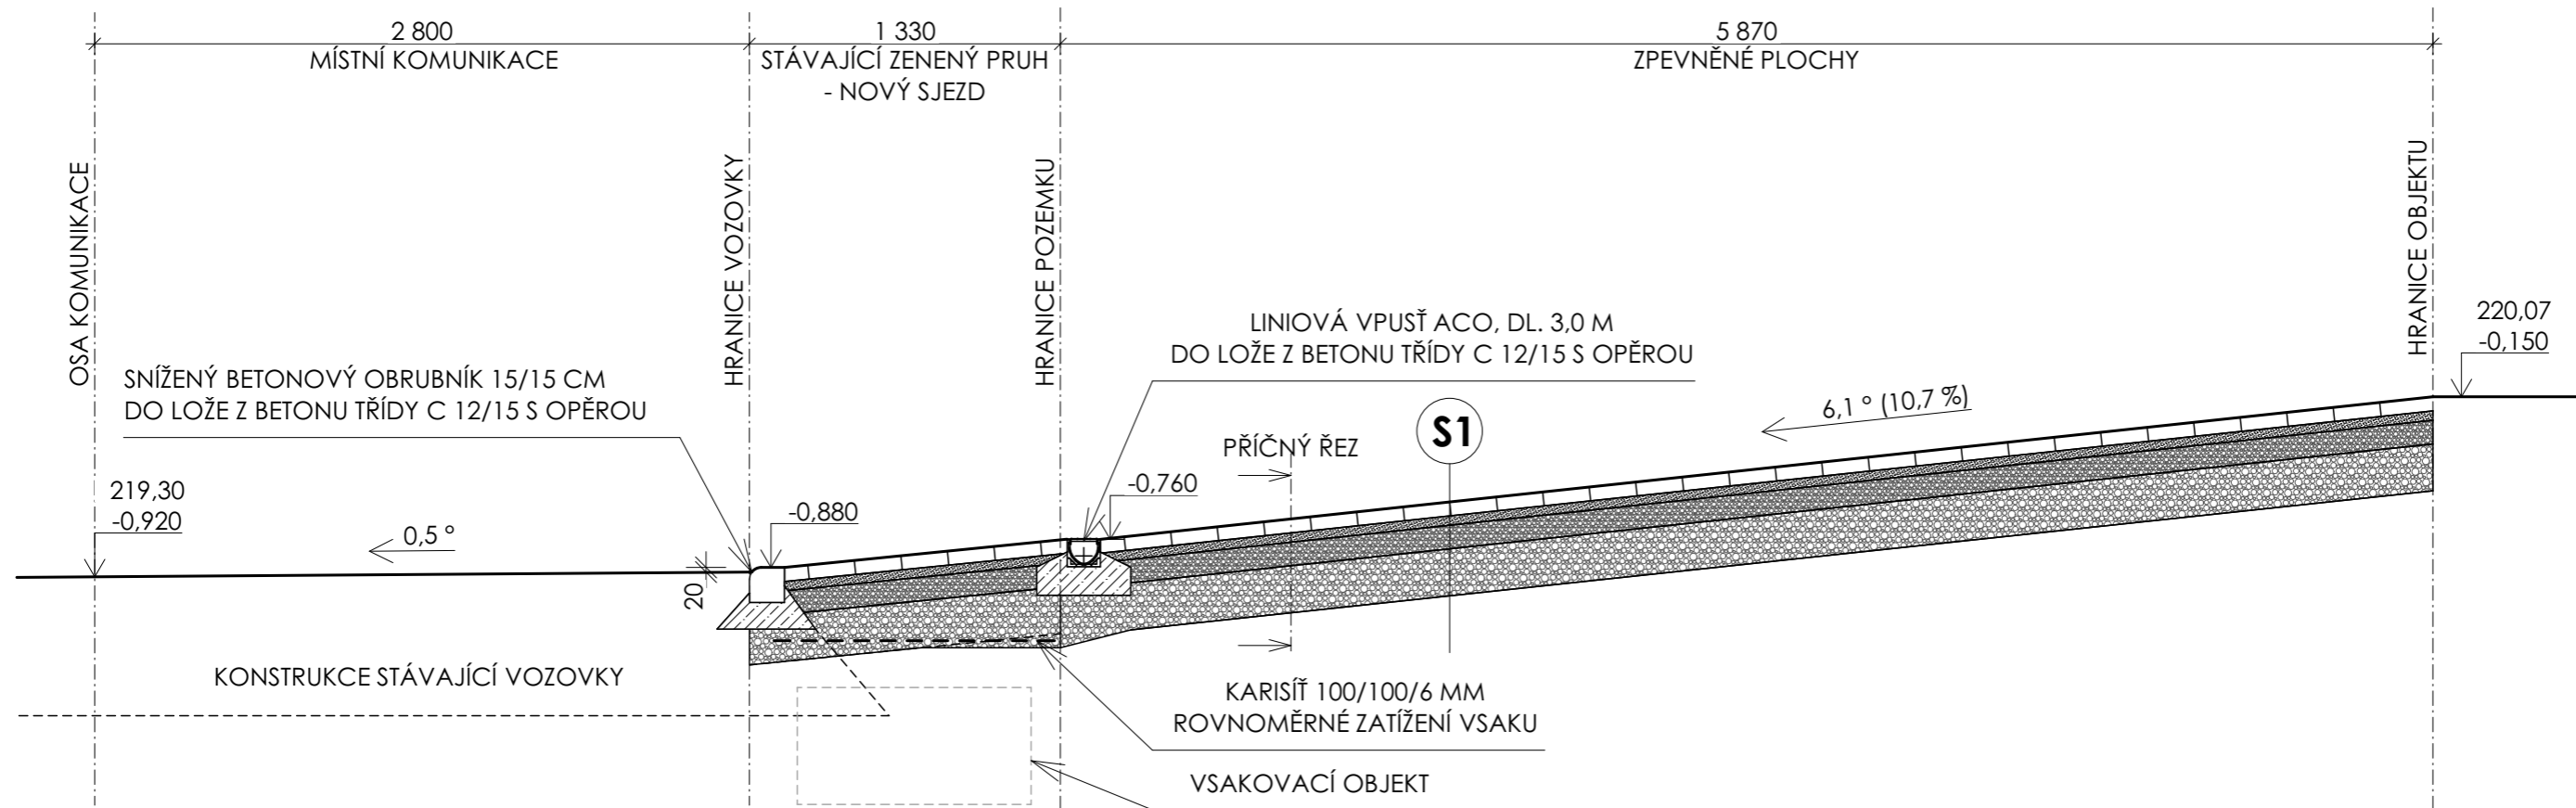 2 800
MÍSTNÍ KOMUNIKACE
1 330
STÁVAJÍCÍ ZENENÝ PRUH
- NOVÝ SJEZD
5 870
ZPEVNĚNÉ PLOCHY
OSA KOMUNIKACE
HRANICE VOZOVKY
HRANICE POZEMKU
HRANICE OBJEKTU
LINIOVÁ VPUSŤ ACO, DL. 3,0 M
DO LOŽE Z BETONU TŘÍDY C 12/15 S OPĚROU
220,07
-0,150
SNÍŽENÝ BETONOVÝ OBRUBNÍK 15/15 CM
DO LOŽE Z BETONU TŘÍDY C 12/15 S OPĚROU
6,1 ° (10,7 %)
S1
PŘÍČNÝ ŘEZ
219,30
-0,920
0,5 °
-0,880
-0,760
20
KONSTRUKCE STÁVAJÍCÍ VOZOVKY
KARISÍŤ 100/100/6 MM
ROVNOMĚRNÉ ZATÍŽENÍ VSAKU
VSAKOVACÍ OBJEKT